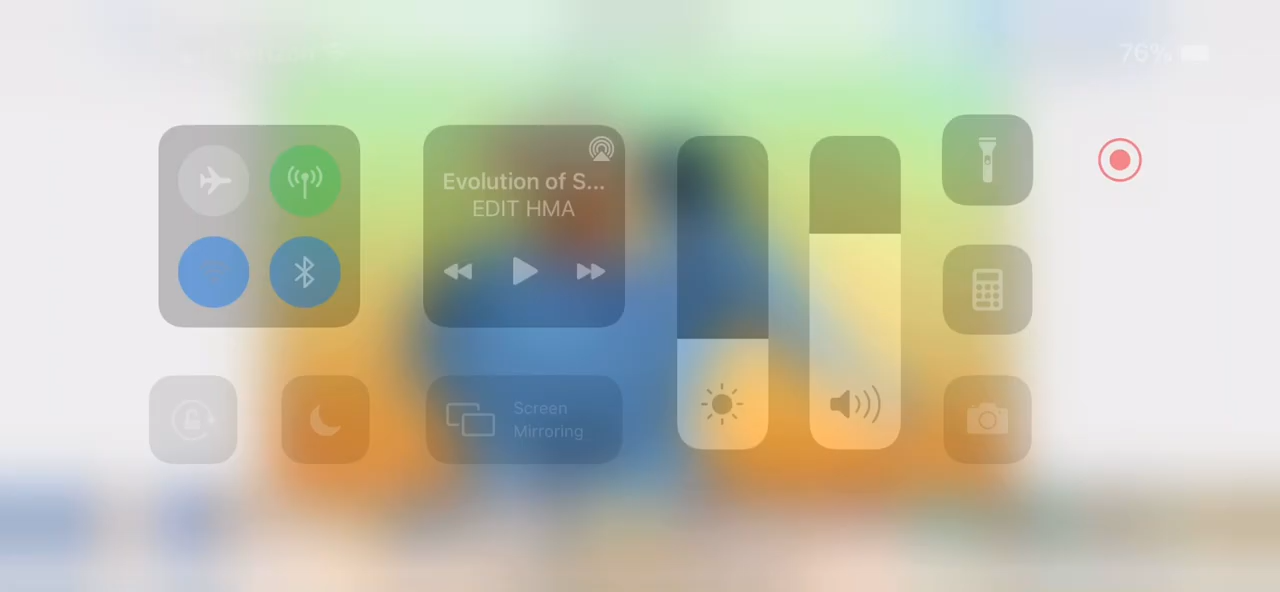 76%
Evolution of S...
EDIT HMA
Screen
Mirroring